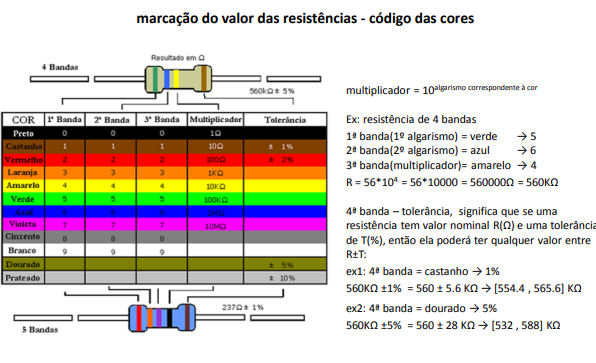 marcação do valor das resistências - código das cores
Resultado em Ω
4 Bandas
560kΩ ± 5%
COR 1ª Banda 2ª Banda 3ª Banda Multiplicador Tolerância
Preto 0 0 0 1Ω
Castanho 1 1 1 10Ω ± 1%
Vermelho 2 2 2 100Ω ± 2%
Laranja 3 3 3 1KΩ
Amarelo 4 4 4 10KΩ
Verde 5 5 5 100KΩ
Azul 6 6 6 1MΩ
Violeta 7 7 7 10MΩ
Cinzento 8 8 8
Branco 9 9 9
Dourado ± 5%
Prateado ± 10%
237Ω ± 1%
5 Bandas
multiplicador = 10^algarismo correspondente à cor
Ex: resistência de 4 bandas
1ª banda(1º algarismo) = verde → 5
2ª banda(2º algarismo) = azul → 6
3ª banda(multiplicador)= amarelo → 4
R = 56*10⁴ = 56*10000 = 560000Ω = 560KΩ
4ª banda – tolerância, significa que se uma
resistência tem valor nominal R(Ω) e uma tolerância
de T(%), então ela poderá ter qualquer valor entre
R±T:
ex1: 4ª banda = castanho → 1%
560KΩ ±1% = 560 ± 5.6 KΩ → [554.4 , 565.6] KΩ
ex2: 4ª banda = dourado → 5%
560KΩ ±5% = 560 ± 28 KΩ → [532 , 588] KΩ